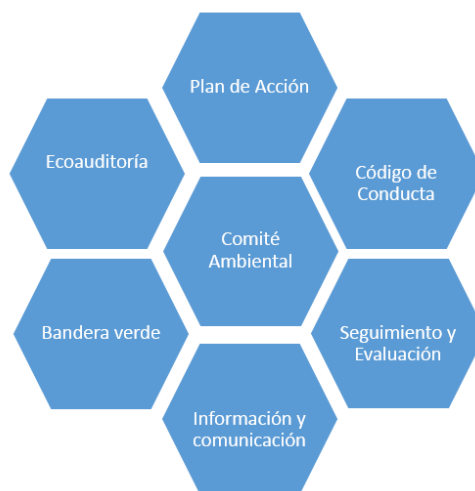 Plan de Acción
Ecoauditoría
Código de
Conducta
Comité
Ambiental
Bandera verde
Seguimiento y
Evaluación
Información y
comunicación